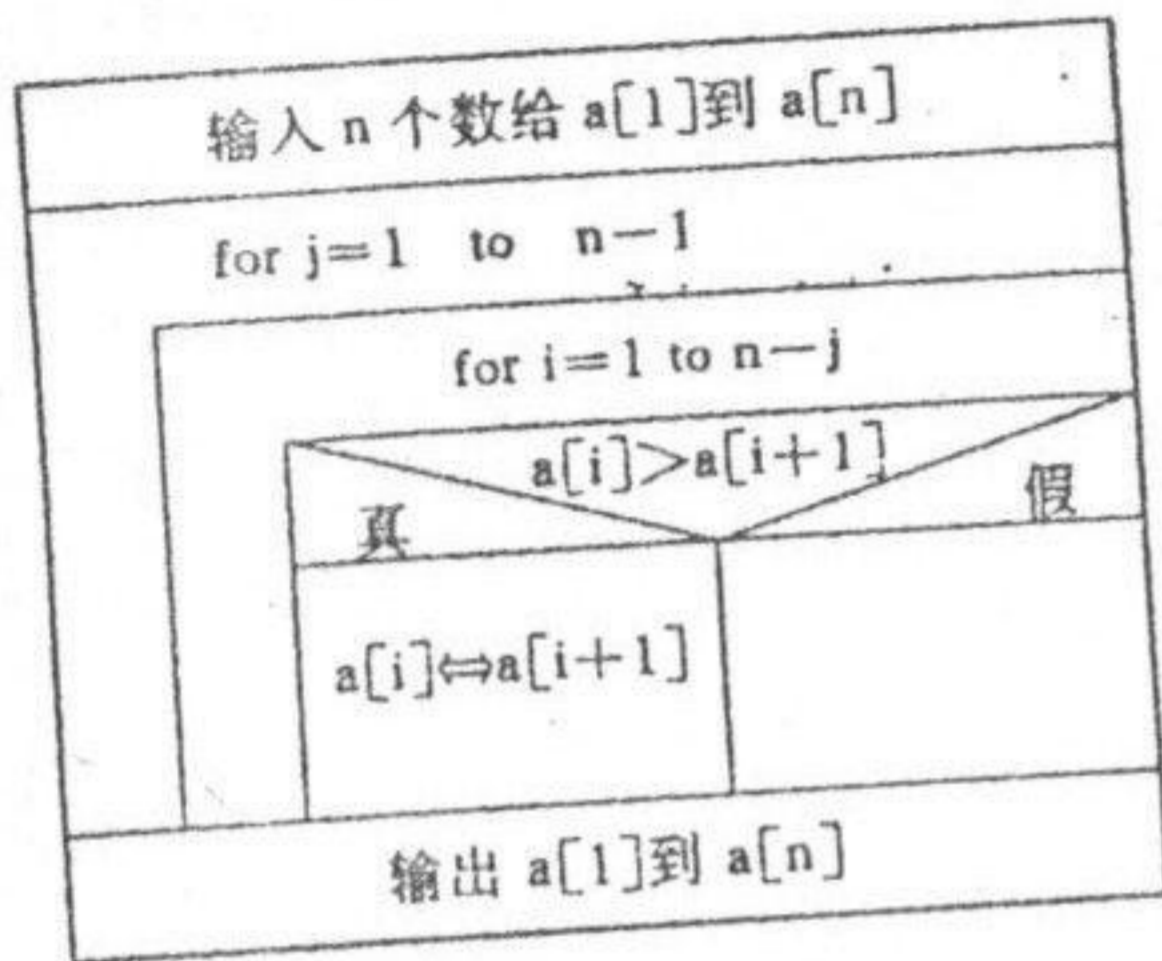 输入 n 个数给 a[1]到 a[n]
for j=1 to n-1
for i=1 to n-j
a[i]>a[i+1]
真
假
a[i]⇔a[i+1]
输出 a[1]到 a[n]